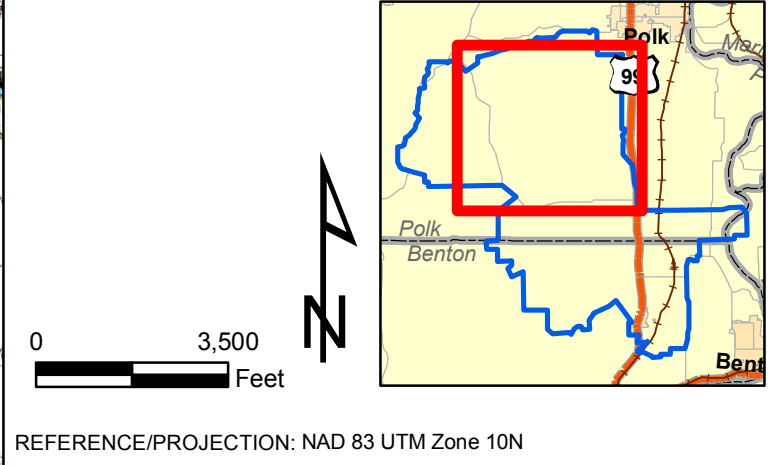 Polk
99
Polk
Benton
0 3,500
Feet
N
Bent
REFERENCE/PROJECTION: NAD 83 UTM Zone 10N